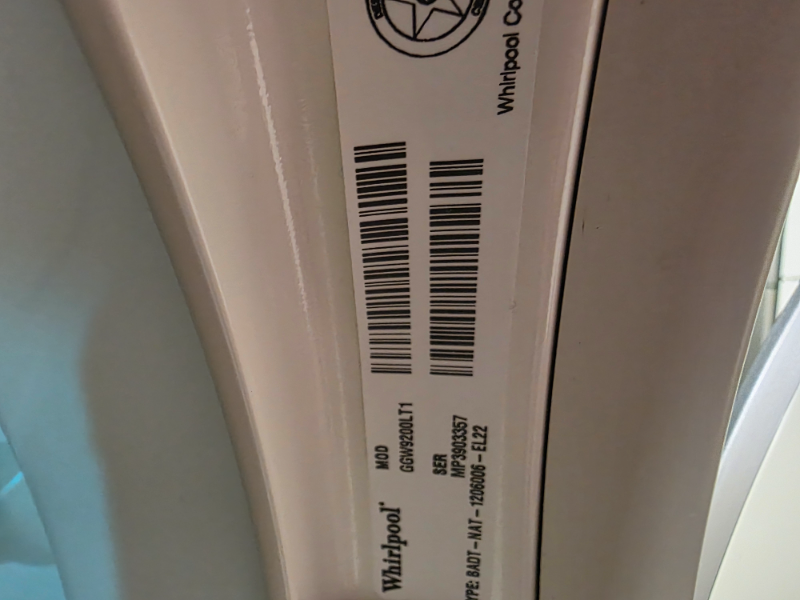 Whirlpool
MOD
GGW9200LT1
SER
MP3903357
YPE: BADT-NAT-1206006-EL22
Whirlpool Co